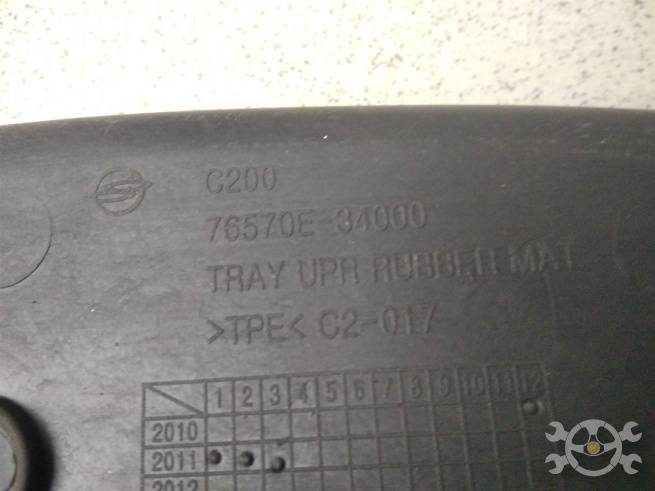 C200
76570E-34000
TRAY UPR RUBBER MAT
>TPE< C2-017
1 2 3 4 5 6 7 8 9 10 11 12
2010
2011
2012